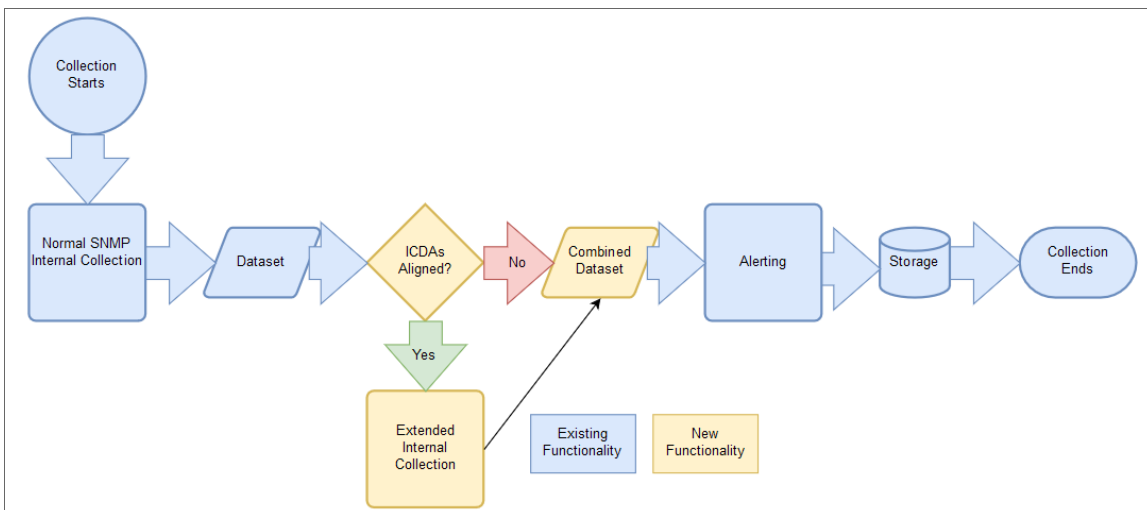 Collection
Starts
Normal SNMP
Internal Collection
Dataset
ICDAs
Aligned?
No
Combined
Dataset
Alerting
Storage
Collection
Ends
Yes
Extended
Internal
Collection
Existing
Functionality
New
Functionality